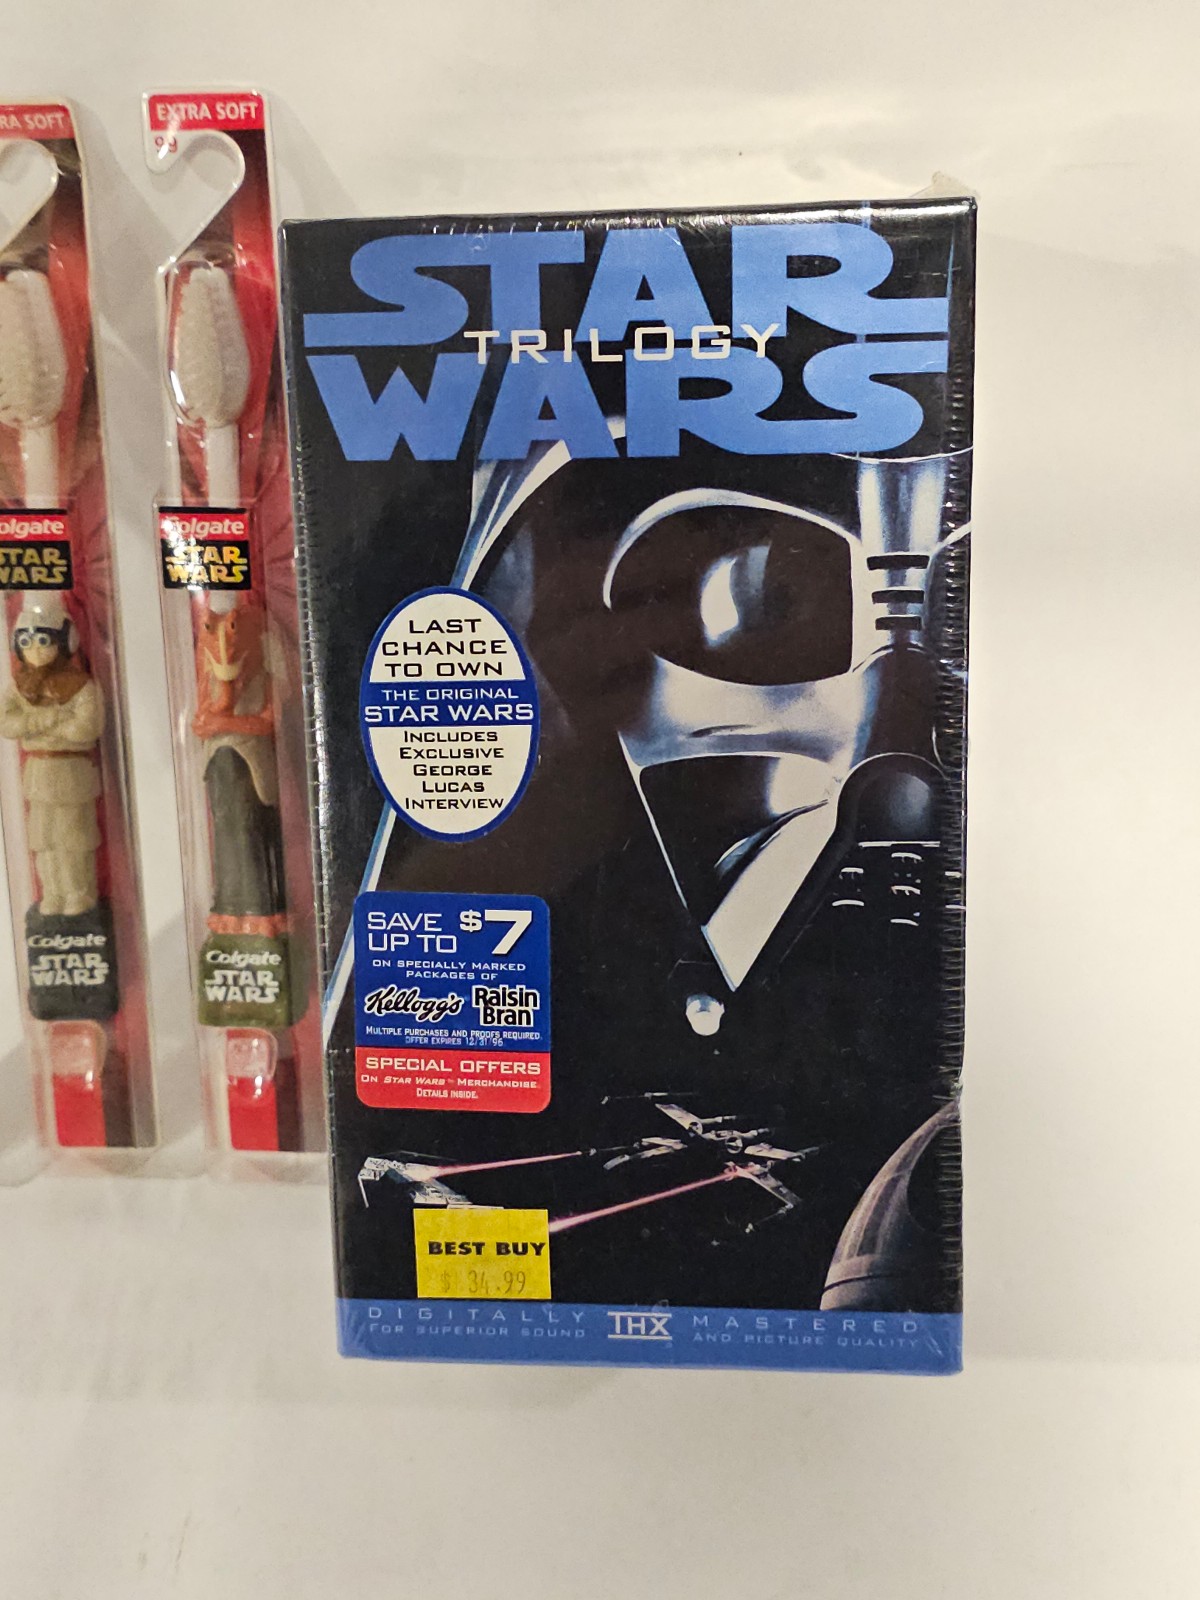 RA SOFT
olgate
STAR
WARS
Colgate
STAR
WARS
EXTRA SOFT
99
Colgate
STAR
WARS
Colgate
STAR
WARS
STAR
TRILOGY
WARS
LAST
CHANCE
TO OWN
THE ORIGINAL
STAR WARS
INCLUDES
EXCLUSIVE
GEORGE
LUCAS
INTERVIEW
SAVE $7
UP TO
ON SPECIALLY MARKED
PACKAGES OF
Kellogg's Raisin
Bran
MULTIPLE PURCHASES AND PROOFS REQUIRED.
OFFER EXPIRES 12/31/96
SPECIAL OFFERS
ON STAR WARS™ MERCHANDISE.
DETAILS INSIDE.
BEST BUY
$ 34.99
DIGITALLY THX MASTERED
FOR SUPERIOR SOUND AND PICTURE QUALITY